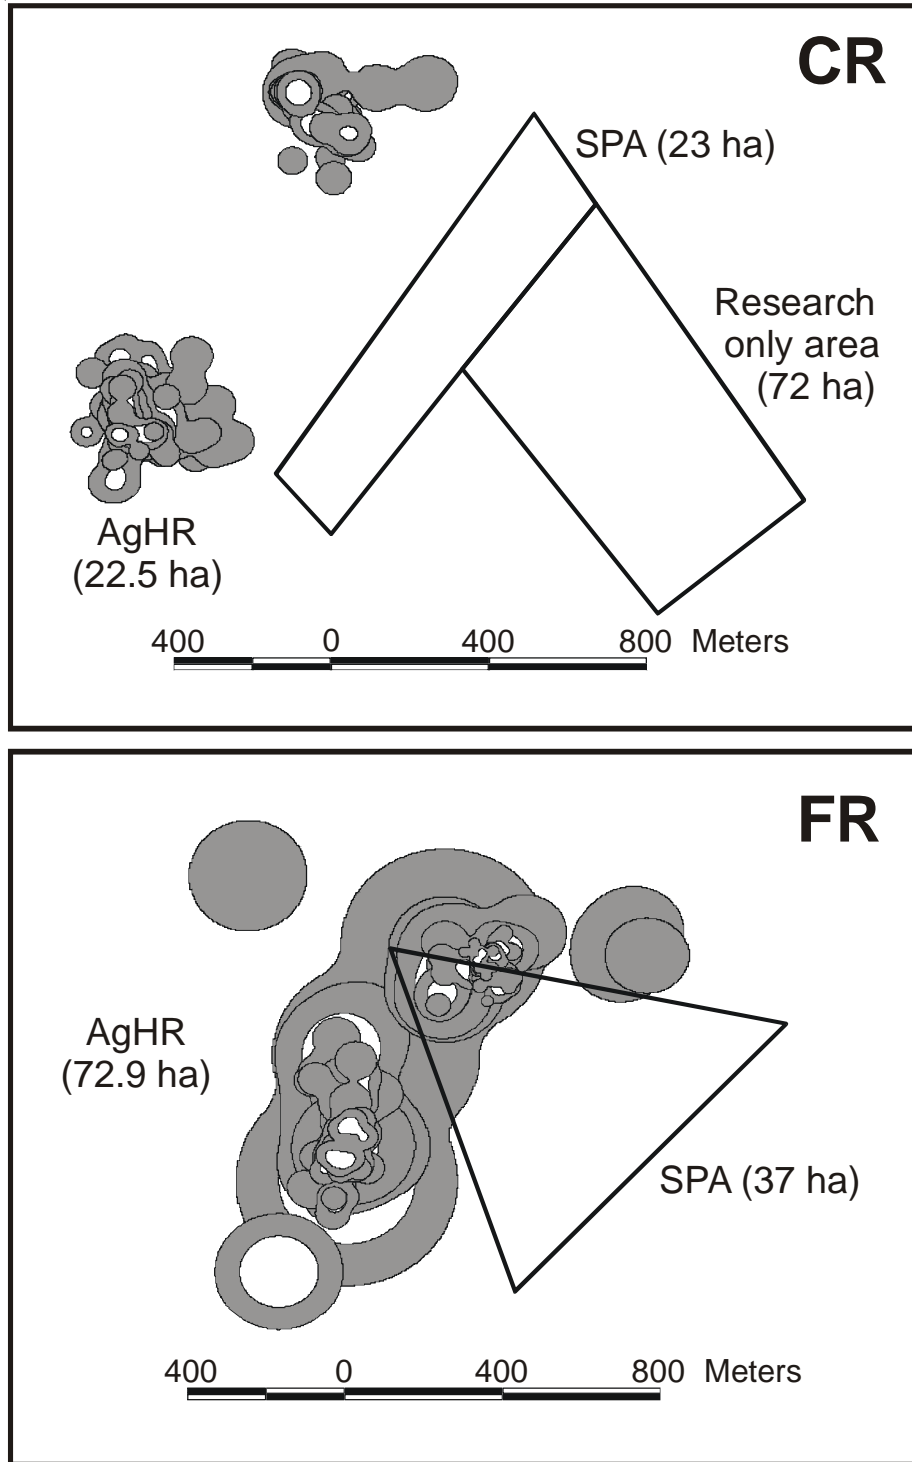 CR
SPA (23 ha)
Research
only area
(72 ha)
AgHR
(22.5 ha)
400 0 400 800 Meters
FR
AgHR
(72.9 ha)
SPA (37 ha)
400 0 400 800 Meters